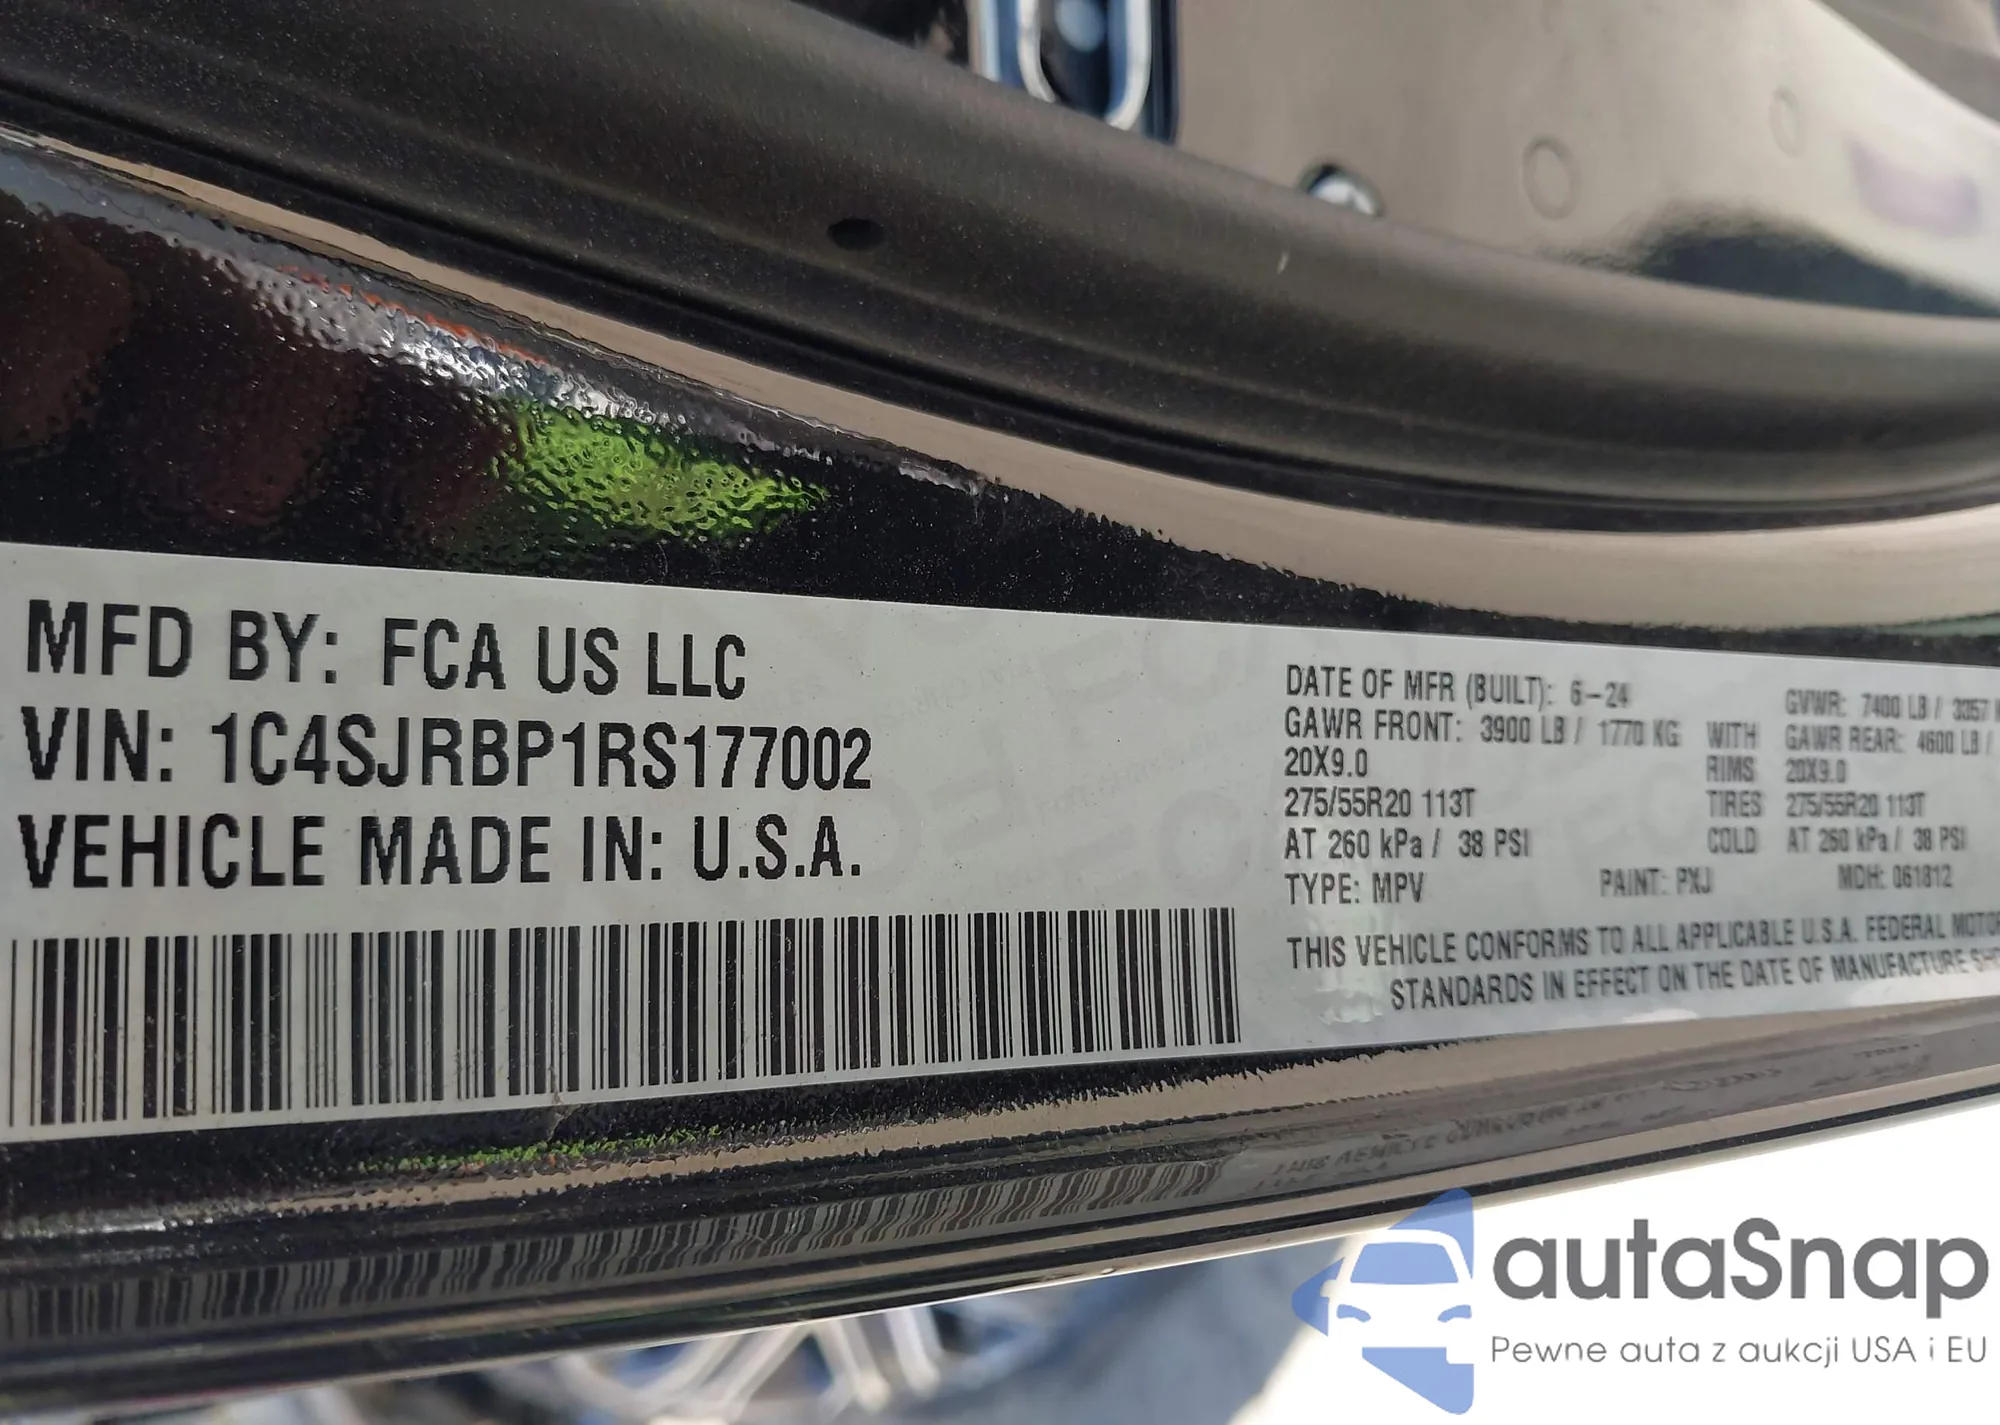 MFD BY: FCA US LLC
VIN: 1C4SJRBP1RS177002
VEHICLE MADE IN: U.S.A.
DATE OF MFR (BUILT): 6-24 GVWR: 7400 LB / 3357
GAWR FRONT: 3900 LB / 1770 KG WITH GAWR REAR: 4600 LB /
20X9.0 RIMS 20X9.0
275/55R20 113T TIRES 275/55R20 113T
AT 260 kPa / 38 PSI COLD AT 260 kPa / 38 PSI
TYPE: MPV PAINT: PXJ MDH: 061812
THIS VEHICLE CONFORMS TO ALL APPLICABLE U.S.A. FEDERAL MOTOR
STANDARDS IN EFFECT ON THE DATE OF MANUFACTURE SHO
autaSnap
Pewne auta z aukcji USA i EU